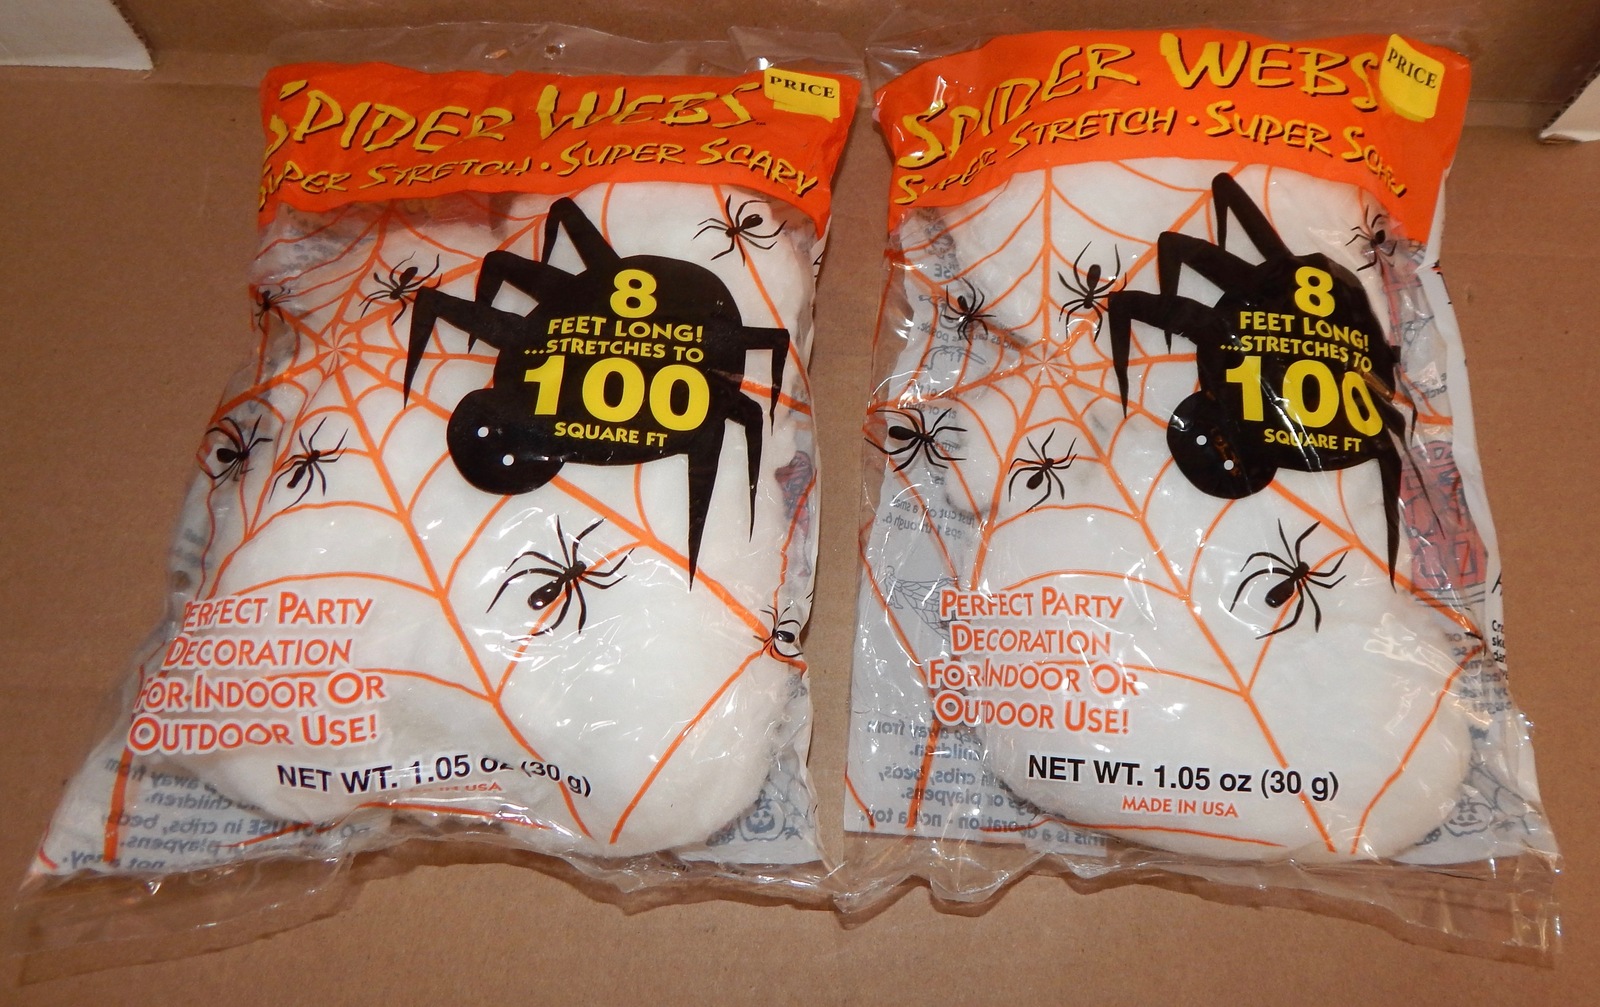 SPIDER WEBS
PRICE
SUPER STRETCH · SUPER SCARY
8
FEET LONG!
...STRETCHES TO
100
SQUARE FT
PERFECT PARTY
DECORATION
FOR INDOOR OR
OUTDOOR USE!
NET WT. 1.05 oz (30 g)
USA
SPIDER WEBS
PRICE
SUPER STRETCH · SUPER SCARY
8
FEET LONG!
...STRETCHES TO
100
SQUARE FT
PERFECT PARTY
DECORATION
FOR INDOOR OR
OUTDOOR USE!
NET WT. 1.05 oz (30 g)
MADE IN USA